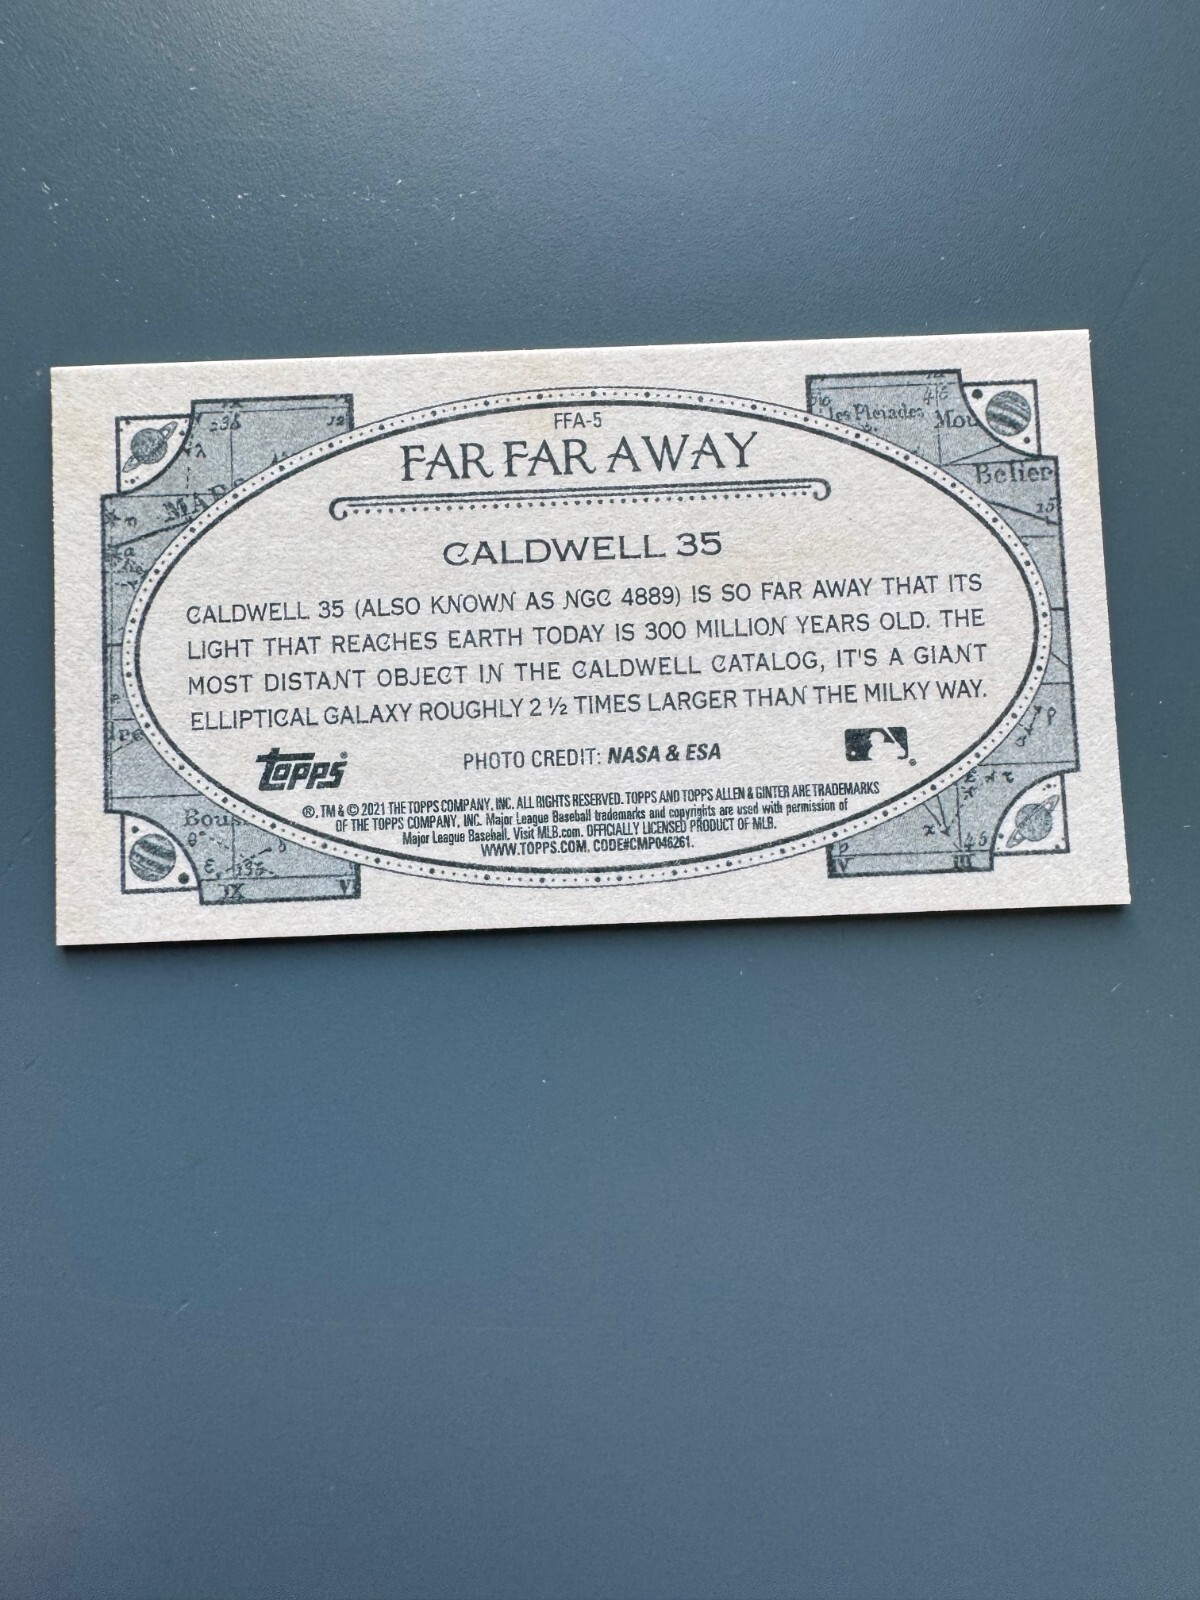 FFA-5
FAR FAR AWAY
CALDWELL 35
CALDWELL 35 (ALSO KNOWN AS NGC 4889) IS SO FAR AWAY THAT ITS
LIGHT THAT REACHES EARTH TODAY IS 300 MILLION YEARS OLD. THE
MOST DISTANT OBJECT IN THE CALDWELL CATALOG, IT'S A GIANT
ELLIPTICAL GALAXY ROUGHLY 2 ½ TIMES LARGER THAN THE MILKY WAY.
topps®
PHOTO CREDIT: NASA & ESA
®, TM & © 2021 THE TOPPS COMPANY, INC. ALL RIGHTS RESERVED. TOPPS AND TOPPS ALLEN & GINTER ARE TRADEMARKS
OF THE TOPPS COMPANY, INC. Major League Baseball trademarks and copyrights are used with permission of
Major League Baseball. Visit MLB.com. OFFICIALLY LICENSED PRODUCT OF MLB.
WWW.TOPPS.COM. CODE#CMP046261.
les Pleiades
Mou
Belier
Bous
IX
V
V
III